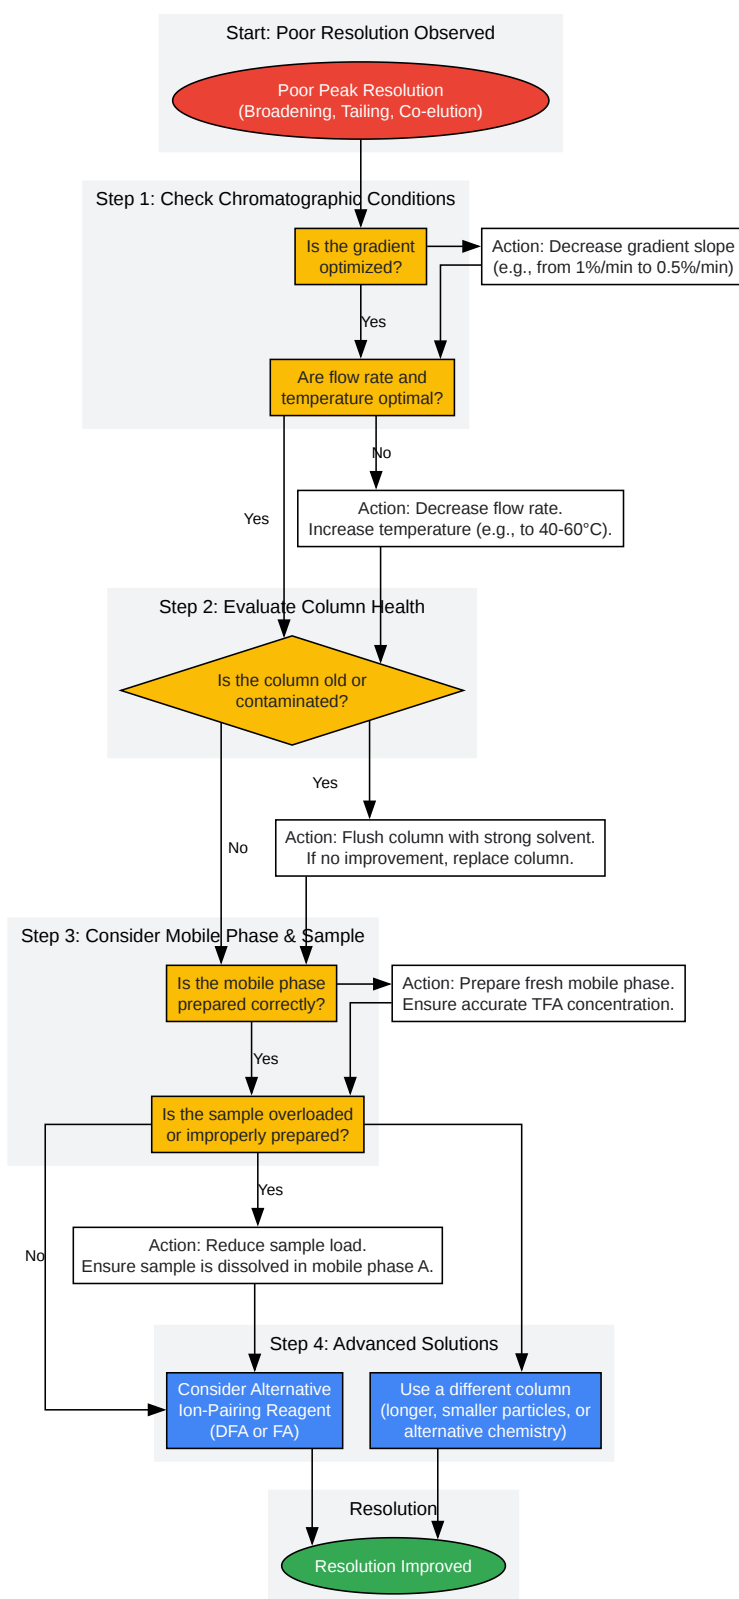 Start: Poor Resolution Observed
Poor Peak Resolution
(Broadening, Tailing, Co-elution)
Step 1: Check Chromatographic Conditions
Is the gradient
optimized?
Action: Decrease gradient slope
(e.g., from 1%/min to 0.5%/min)
Yes
Are flow rate and
temperature optimal?
No
Action: Decrease flow rate.
Increase temperature (e.g., to 40-60°C).
Yes
Step 2: Evaluate Column Health
Is the column old or
contaminated?
Yes
Action: Flush column with strong solvent.
If no improvement, replace column.
No
Step 3: Consider Mobile Phase & Sample
Is the mobile phase
prepared correctly?
Action: Prepare fresh mobile phase.
Ensure accurate TFA concentration.
Yes
Is the sample overloaded
or improperly prepared?
Yes
Action: Reduce sample load.
Ensure sample is dissolved in mobile phase A.
No
Step 4: Advanced Solutions
Consider Alternative
Ion-Pairing Reagent
(DFA or FA)
Use a different column
(longer, smaller particles, or
alternative chemistry)
Resolution
Resolution Improved